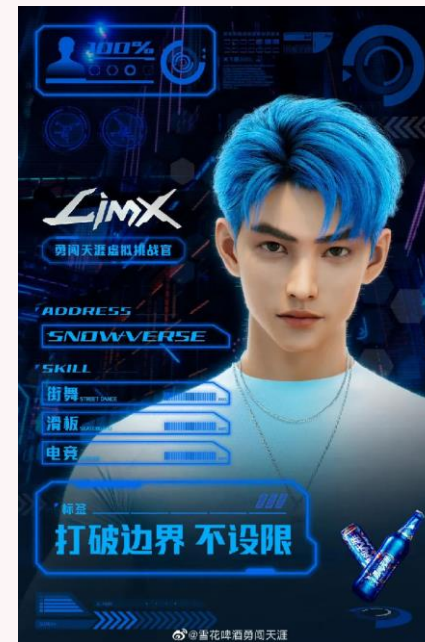 100%
LimX
勇闯天涯虚拟挑战官
ADDRESS
SNOWVERSE
SKILL
街舞 STREET DANCE
滑板
电竞
标签
打破边界 不设限
@雪花啤酒勇闯天涯